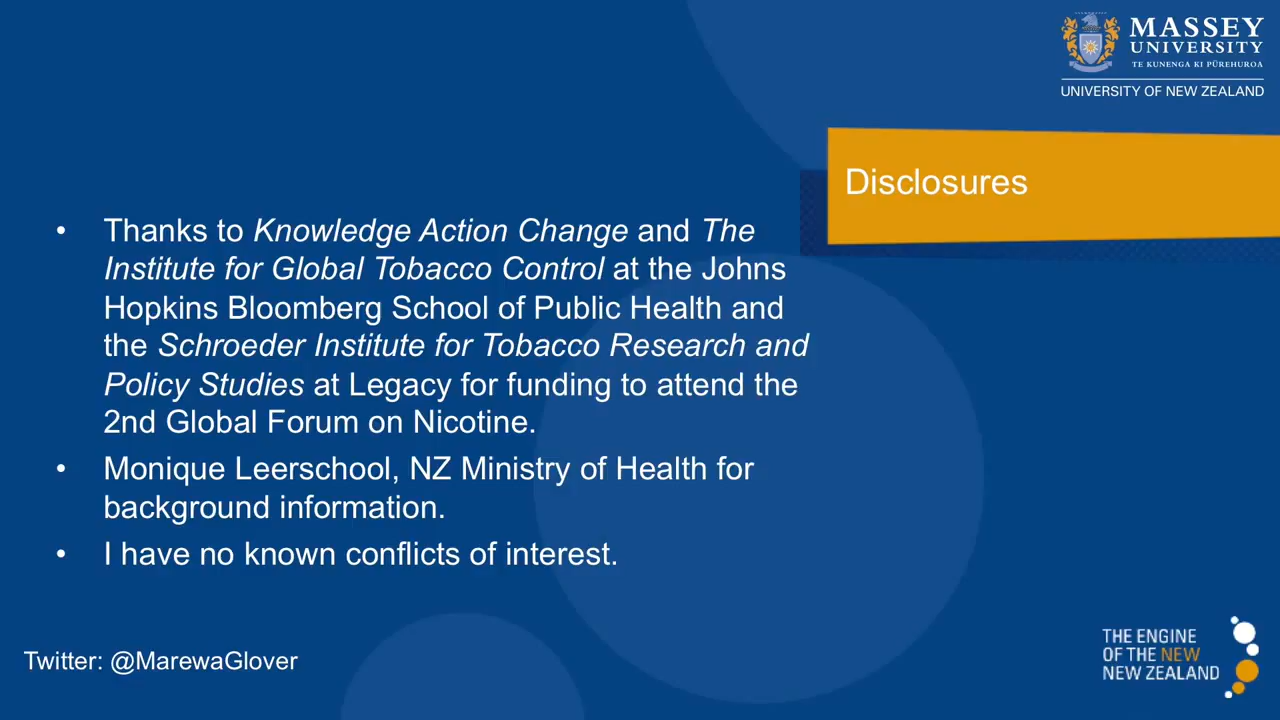 MASSEY
UNIVERSITY
TE KUNENGA KI PŪREHUROA
UNIVERSITY OF NEW ZEALAND
Disclosures
• Thanks to Knowledge Action Change and The
Institute for Global Tobacco Control at the Johns
Hopkins Bloomberg School of Public Health and
the Schroeder Institute for Tobacco Research and
Policy Studies at Legacy for funding to attend the
2nd Global Forum on Nicotine.
• Monique Leerschool, NZ Ministry of Health for
background information.
• I have no known conflicts of interest.
Twitter: @MarewaGlover
THE ENGINE
OF THE NEW
NEW ZEALAND